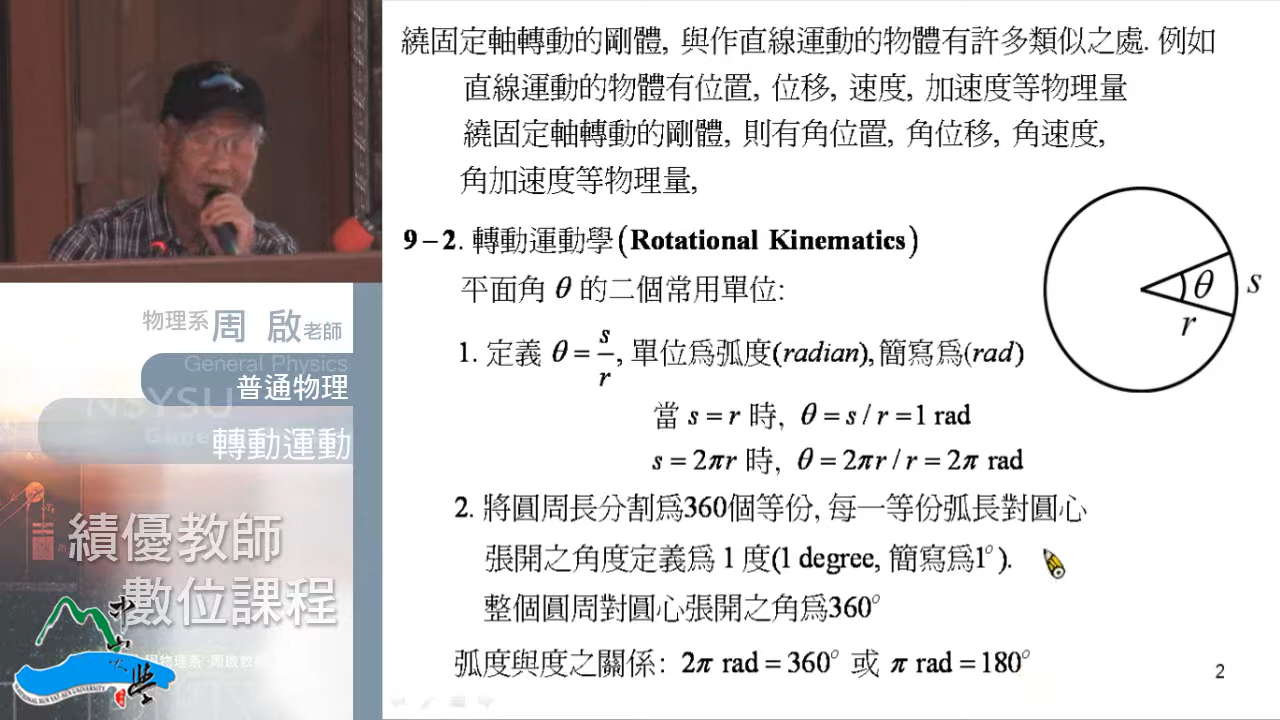 繞固定軸轉動的剛體, 與作直線運動的物體有許多類似之處. 例如
直線運動的物體有位置, 位移, 速度, 加速度等物理量
繞固定軸轉動的剛體, 則有角位置, 角位移, 角速度,
角加速度等物理量,
9－2. 轉動運動學(Rotational Kinematics)
平面角 θ 的二個常用單位:
1. 定義 θ = s/r, 單位為弧度(radian), 簡寫為(rad)
當 s = r 時, θ = s / r = 1 rad
s = 2πr 時, θ = 2πr / r = 2π rad
2. 將圓周長分割為360個等份, 每一等份弧長對圓心
張開之角度定義為 1 度(1 degree, 簡寫為1°).
整個圓周對圓心張開之角為360°
弧度與度之關係: 2π rad = 360° 或 π rad = 180°
θ
s
r
2
物理系 周 啟 老師
General Physics
普通物理
NSYSU
轉動運動
績優教師
數位課程